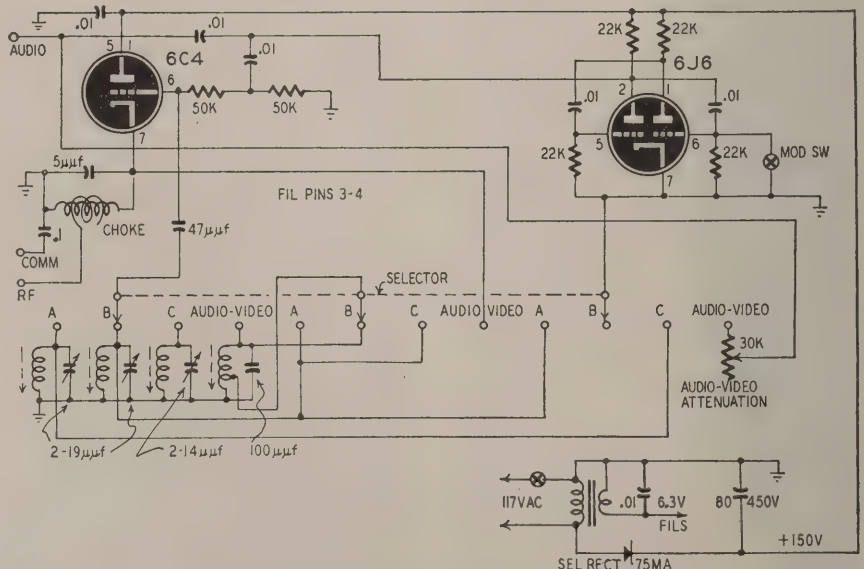 .01
22K 22K
AUDIO
.01
5 1
6C4
.01
6J6
6
50K 50K
7
.01
2 1
.01
5 6
22K 22K
7
MOD SW
5µµf
FIL PINS 3-4
CHOKE
47µµf
.1
COMM
RF
SELECTOR
A B C AUDIO-VIDEO A B C AUDIO VIDEO A B C AUDIO-VIDEO
30K
AUDIO-VIDEO
ATTENUATION
2-19µµf 2-14µµf 100µµf
117VAC
.01 6.3V
FILS
80 450V
+150V
SEL RECT 75MA